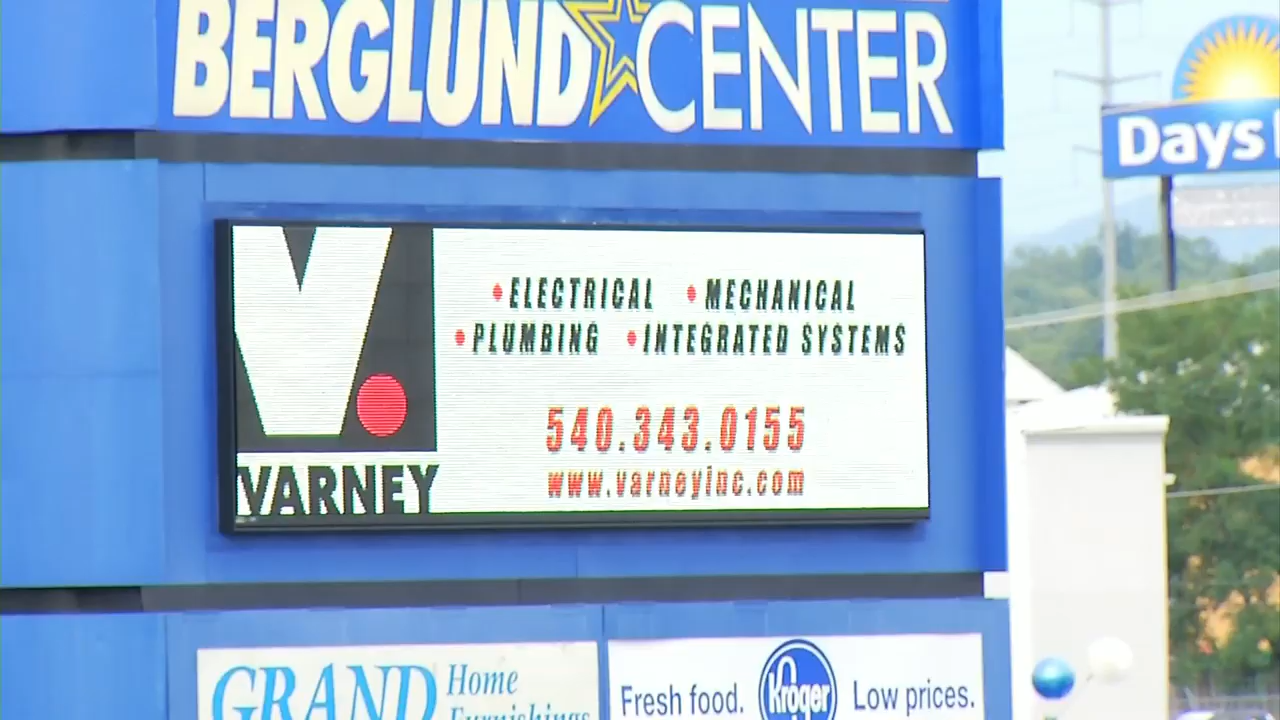 BERGLUND CENTER
Days
V.
• ELECTRICAL • MECHANICAL
• PLUMBING • INTEGRATED SYSTEMS
540.343.0155
www.varneyinc.com
VARNEY
GRAND Home
Furnishings
Fresh food. Kroger Low prices.